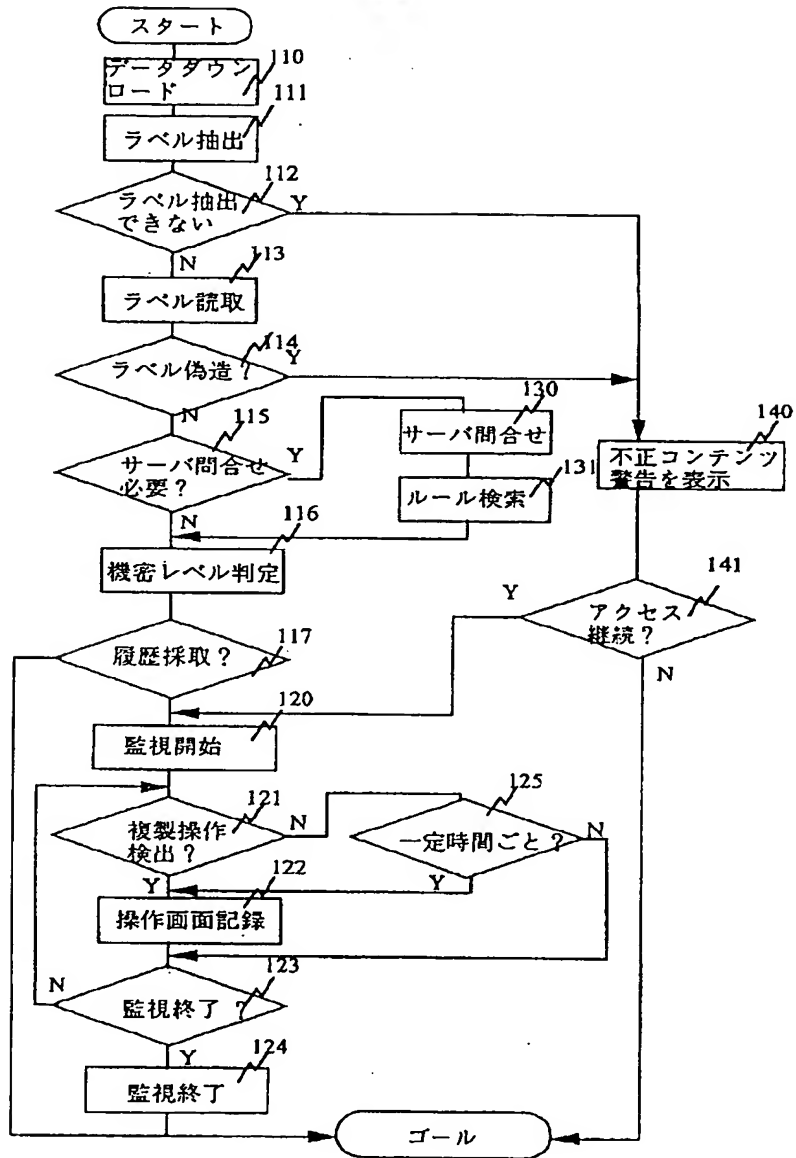 スタート
データダウン
ロード
110
111
ラベル抽出
112
ラベル抽出
できない
Y
N
113
ラベル読取
114
ラベル偽造?
Y
N
115
サーバ問合せ
必要?
Y
N
130
サーバ問合せ
131
ルール検索
140
不正コンテンツ
警告を表示
116
機密レベル判定
141
アクセス
継続?
Y
N
117
履歴採取?
120
監視開始
121
複製操作
検出?
N
Y
125
一定時間ごと?
N
Y
122
操作画面記録
123
監視終了?
N
Y
124
監視終了
ゴール